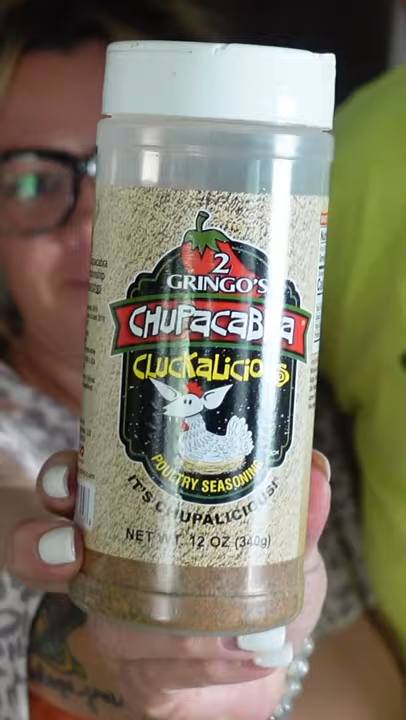 2
GRINGO'S
CHUPACABRA
CLUCKALICIOUS
POULTRY SEASONING
IT'S CHUPALICIOUS!
NET WT. 12 OZ (340g)